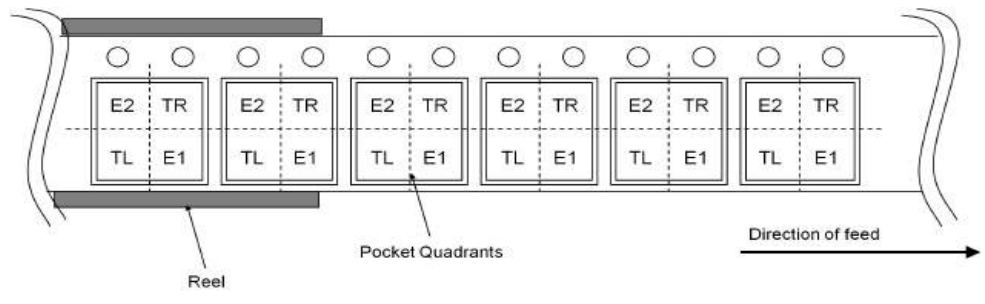 E2 TR E2 TR E2 TR E2 TR E2 TR E2 TR
TL E1 TL E1 TL E1 TL E1 TL E1 TL E1
Direction of feed
Pocket Quadrants
Reel